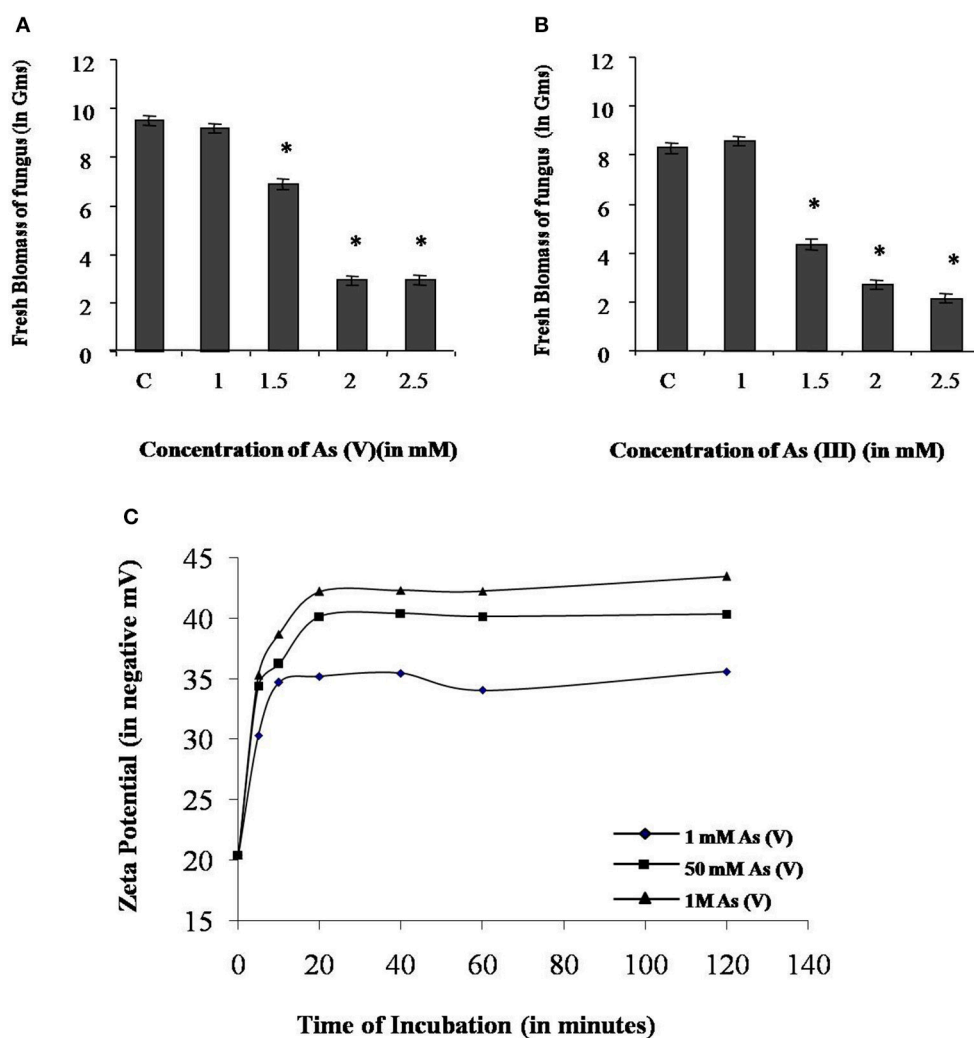 A
Fresh Biomass of fungus (In Gms)
12
10
8
6
4
2
0
*
*
*
C 1 1.5 2 2.5
Concentration of As (V)(in mM)
B
Fresh Biomass of fungus (In Gms)
12
10
8
6
4
2
0
*
*
*
C 1 1.5 2 2.5
Concentration of As (III) (in mM)
C
Zeta Potential (in negative mV)
45
40
35
30
25
20
15
1 mM As (V)
50 mM As (V)
1M As (V)
0 20 40 60 80 100 120 140
Time of Incubation (in minutes)